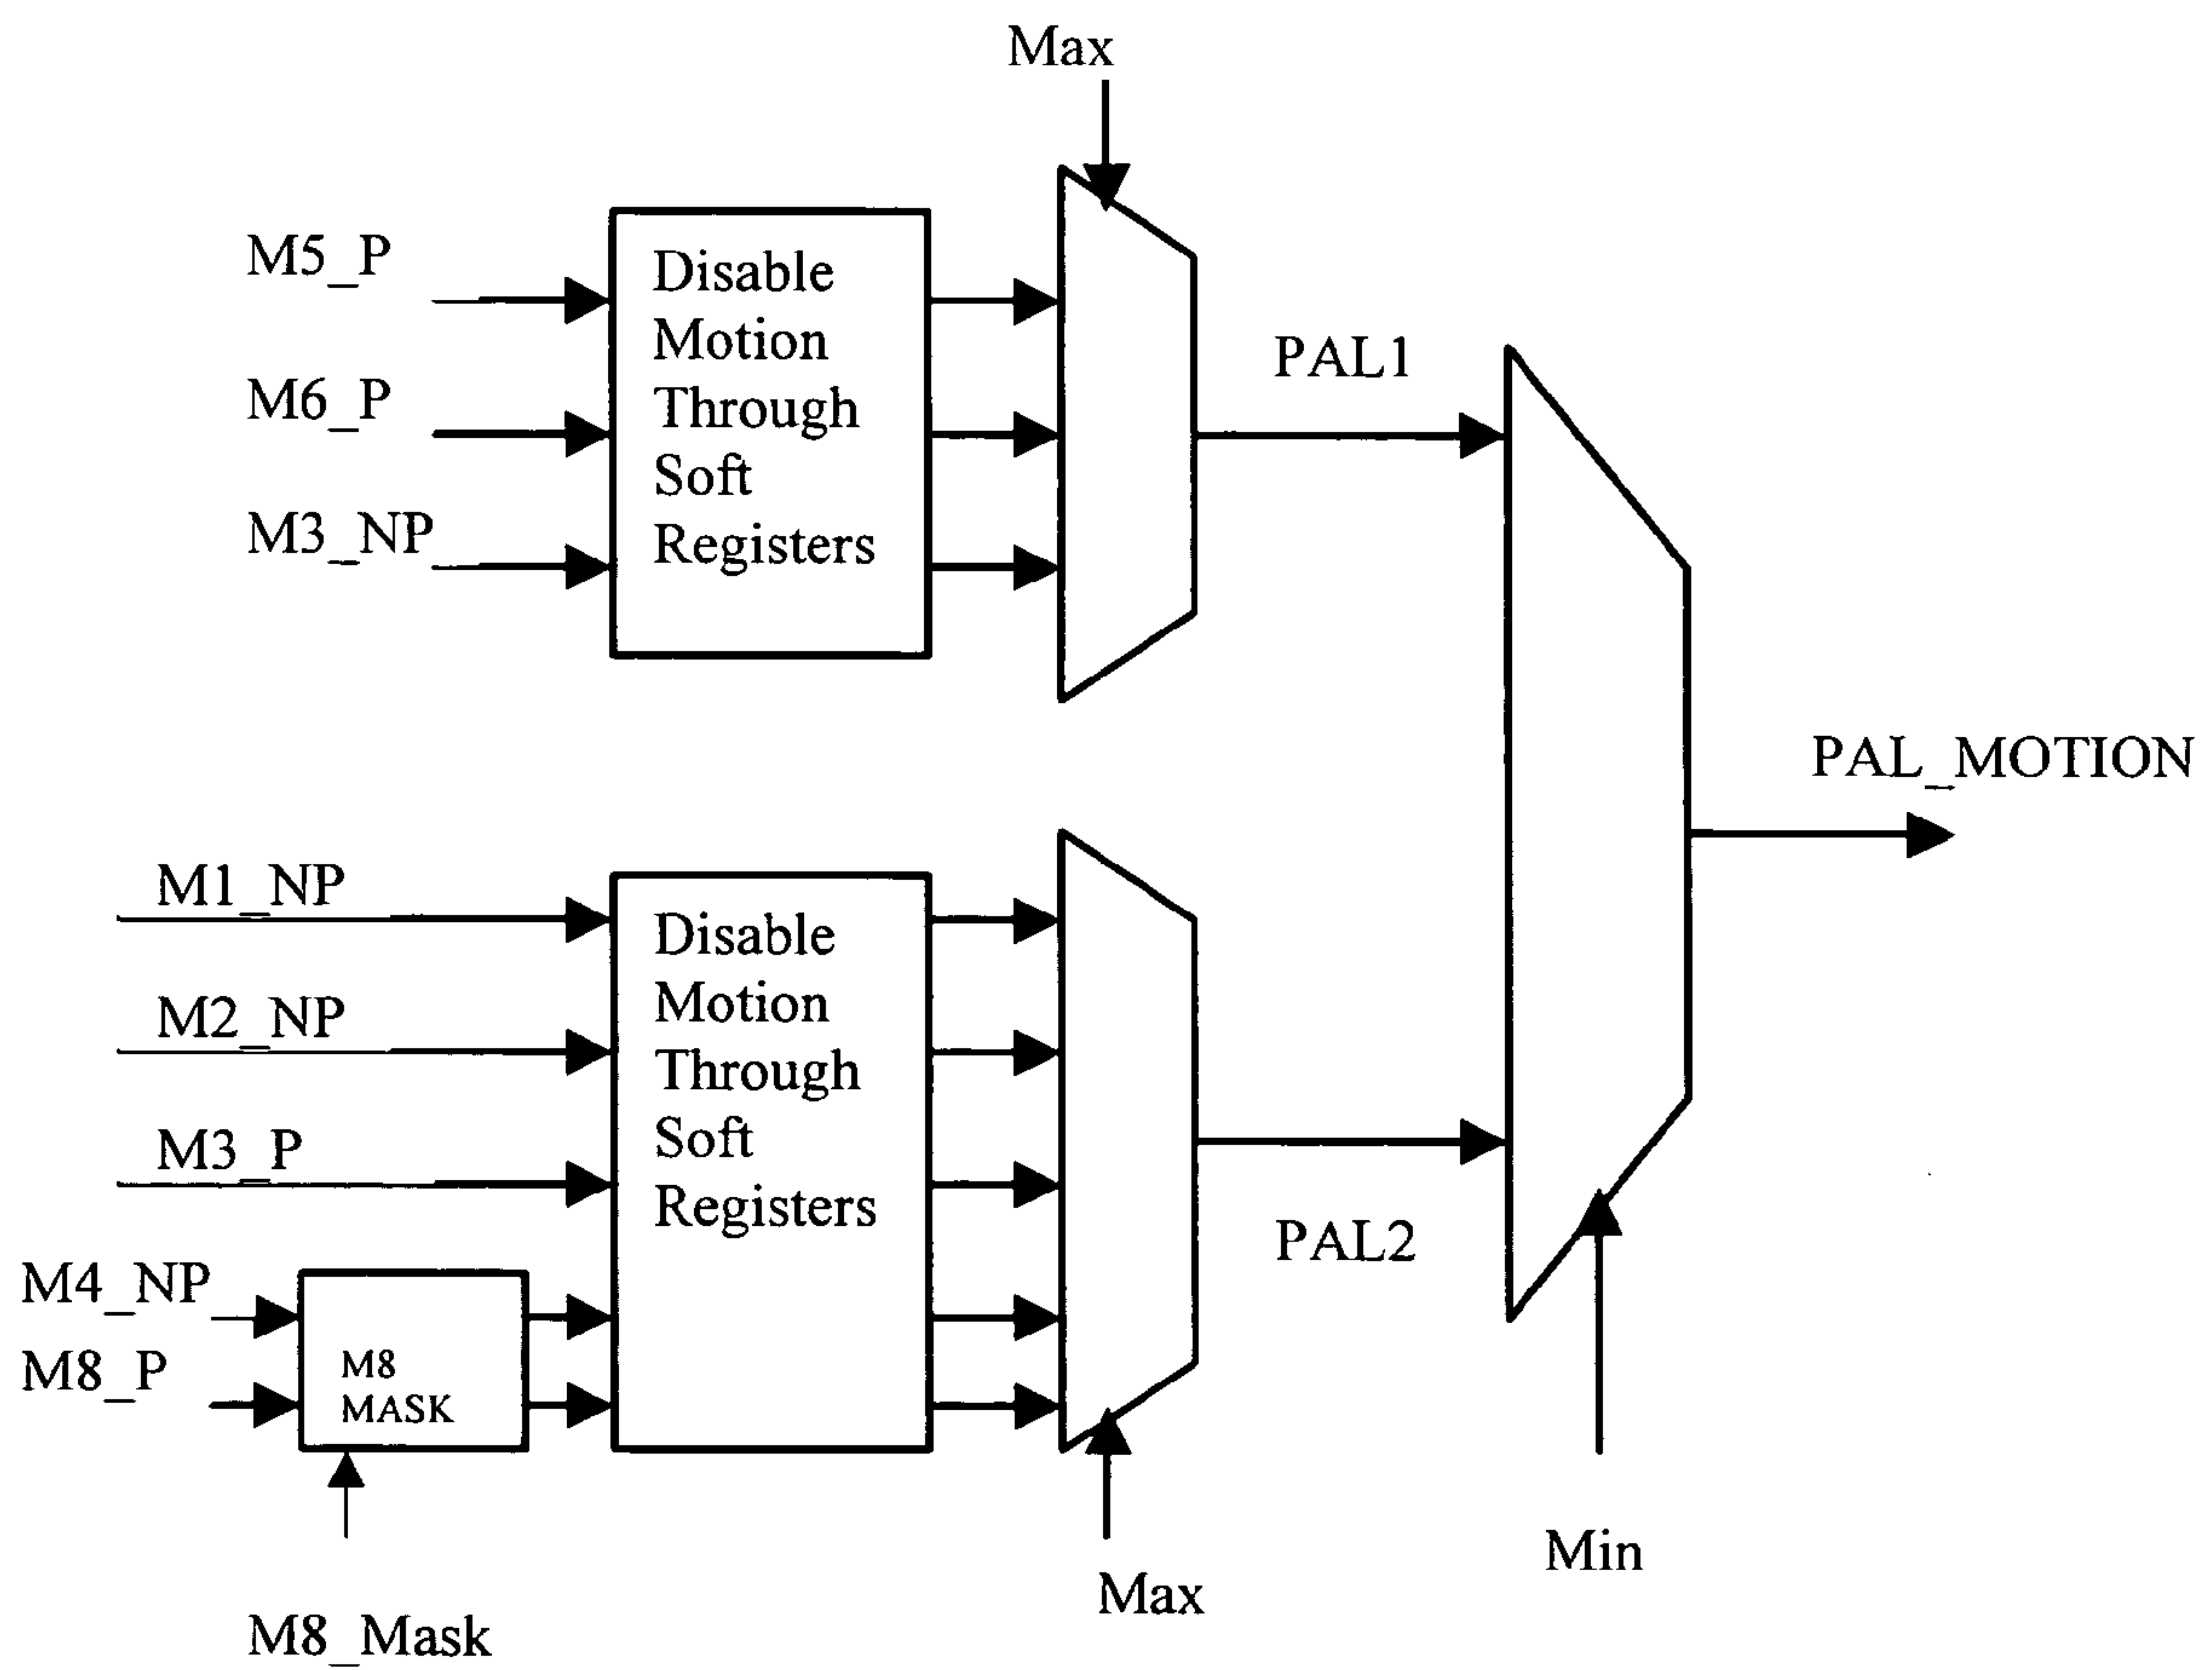 Max
M5_P
M6_P
M3_NP
Disable
Motion
Through
Soft
Registers
PAL1
PAL_MOTION
M1_NP
M2_NP
M3_P
M4_NP
M8_P
M8
MASK
Disable
Motion
Through
Soft
Registers
PAL2
Min
Max
M8_Mask